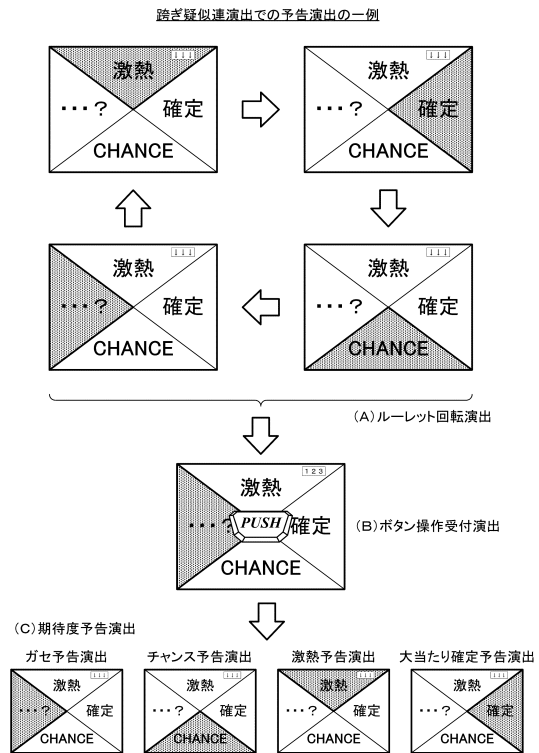 跨ぎ疑似連演出での予告演出の一例
↓↓↓
激熱
・・・？ 確定
CHANCE
↓↓↓
激熱
・・・？ 確定
CHANCE
↓↓↓
激熱
・・・？ 確定
CHANCE
↓↓↓
激熱
・・・？ 確定
CHANCE
（A）ルーレット回転演出
1 2 3
激熱
・・・？ PUSH 確定
CHANCE
（B）ボタン操作受付演出
（C）期待度予告演出
ガセ予告演出 チャンス予告演出 激熱予告演出 大当たり確定予告演出
↓↓↓
激熱
・・・？ 確定
CHANCE
↓↓↓
激熱
・・・？ 確定
CHANCE
↓↓↓
激熱
・・・？ 確定
CHANCE
↓↓↓
激熱
・・・？ 確定
CHANCE